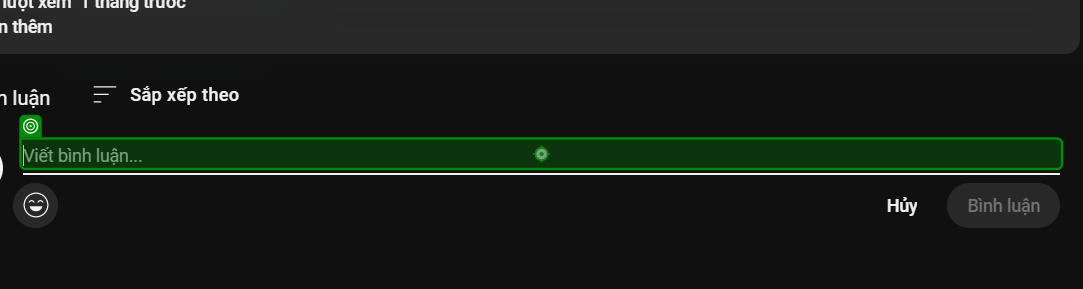 lượt xem 1 tháng trước
n thêm
luận
Sắp xếp theo
Viết bình luận...
Hủy
Bình luận